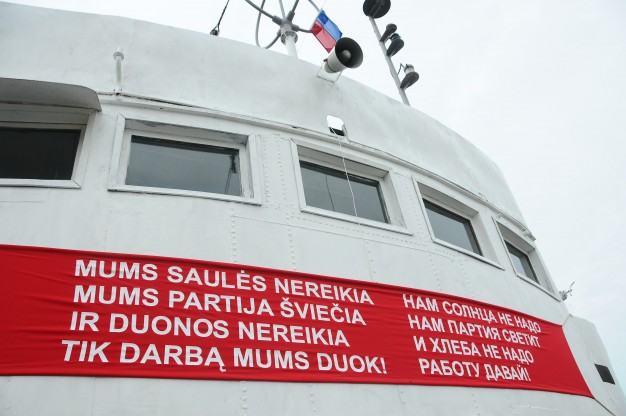 MUMS SAULĖS NEREIKIA
MUMS PARTIJA ŠVIEČIA
IR DUONOS NEREIKIA
TIK DARBĄ MUMS DUOK!
НАМ СОЛНЦА НЕ НАДО
НАМ ПАРТИЯ СВЕТИТ
И ХЛЕБА НЕ НАДО
РАБОТУ ДАВАЙ!